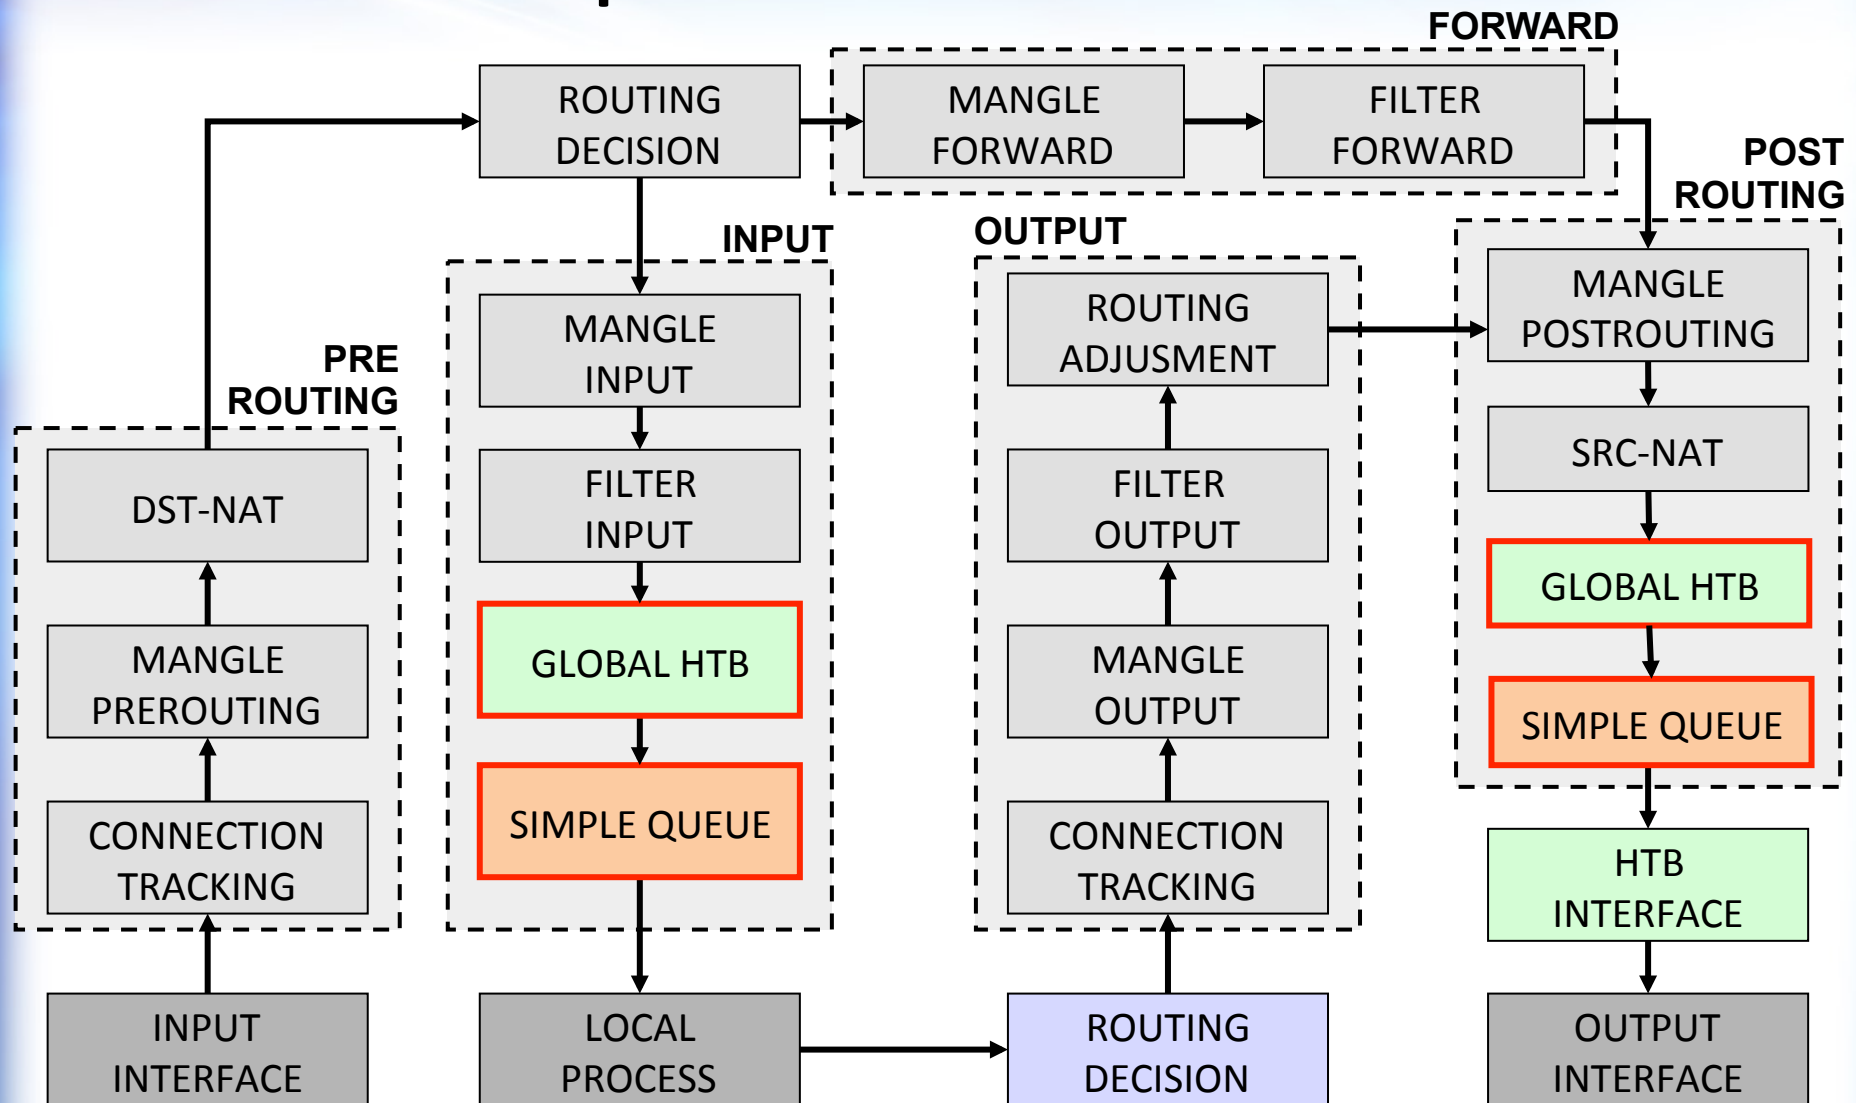 FORWARD
ROUTING
DECISION
MANGLE
FORWARD
FILTER
FORWARD
POST
ROUTING
INPUT
OUTPUT
PRE
ROUTING
DST-NAT
MANGLE
PREROUTING
CONNECTION
TRACKING
INPUT
INTERFACE
MANGLE
INPUT
FILTER
INPUT
GLOBAL HTB
SIMPLE QUEUE
LOCAL
PROCESS
ROUTING
ADJUSMENT
FILTER
OUTPUT
MANGLE
OUTPUT
CONNECTION
TRACKING
ROUTING
DECISION
MANGLE
POSTROUTING
SRC-NAT
GLOBAL HTB
SIMPLE QUEUE
HTB
INTERFACE
OUTPUT
INTERFACE